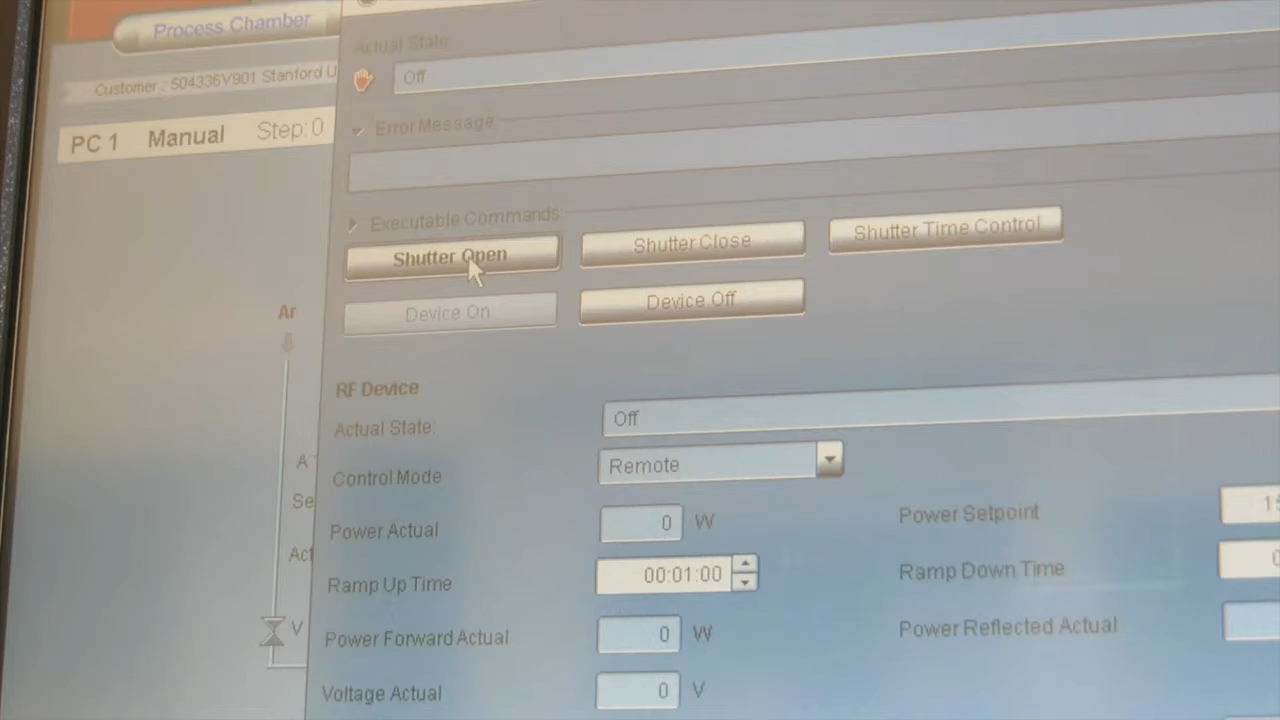 Process Chamber
Actual State:
Customer : 504336V901 Stanford U
Off
PC 1 Manual Step:0
Error Message:
Executable Commands:
Shutter Open Shutter Close Shutter Time Control
Device On Device Off
Ar
RF Device
Actual State: Off
Control Mode Remote
Power Actual 0 W Power Setpoint
Ramp Up Time 00:01:00 Ramp Down Time
Power Forward Actual 0 W Power Reflected Actual
V
Voltage Actual 0 V